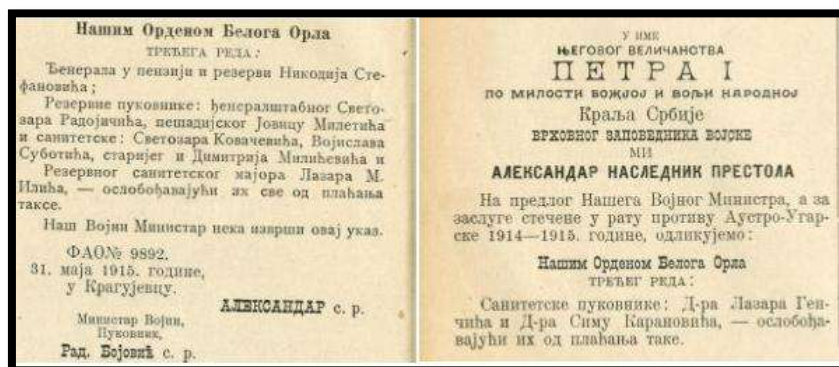 Нашим Орденом Белога Орла
ТРЕЋЕГА РЕДА:
Ђенерала у пензији и резерви Никодија Сте-
фановића;
Резервне пуковнике: ђенералштабног Свето-
зара Радојичића, пешадијског Јовицу Милетића
и санитетске: Светозара Ковачевића, Војислава
Суботића, старијег и Димитрија Милићевића и
Резервног санитетског мајора Лазара М.
Илића, — ослобођавајући их све од плаћања
таксе.
Наш Војни Министар нека изврши овај указ.
ФАО№ 9892.
31. маја 1915. године,
у Крагујевцу.
АЛЕКСАНДАР с. р.
Министар Војни,
Пуковник,
Рад. Бојовић с. р.
У ИМЕ
ЊЕГОВОГ ВЕЛИЧАНСТВА
ПЕТРА I
ПО МИЛОСТИ БОЖЈОЈ И ВОЉИ НАРОДНОЈ
Краља Србије
ВРХОВНОГ ЗАПОВЕДНИКА ВОЈСКЕ
МИ
АЛЕКСАНДАР НАСЛЕДНИК ПРЕСТОЛА
На предлог Нашега Војног Министра, а за
заслуге стечене у рату противу Аустро-Угар-
ске 1914—1915. године, одликујемо:
Нашим Орденом Белога Орла
ТРЕЋЕГ РЕДА:
Санитетске пуковнике: Д-ра Лазара Ген-
чића и Д-ра Симу Карановића, — ослобођа-
вајући их од плаћања таке.